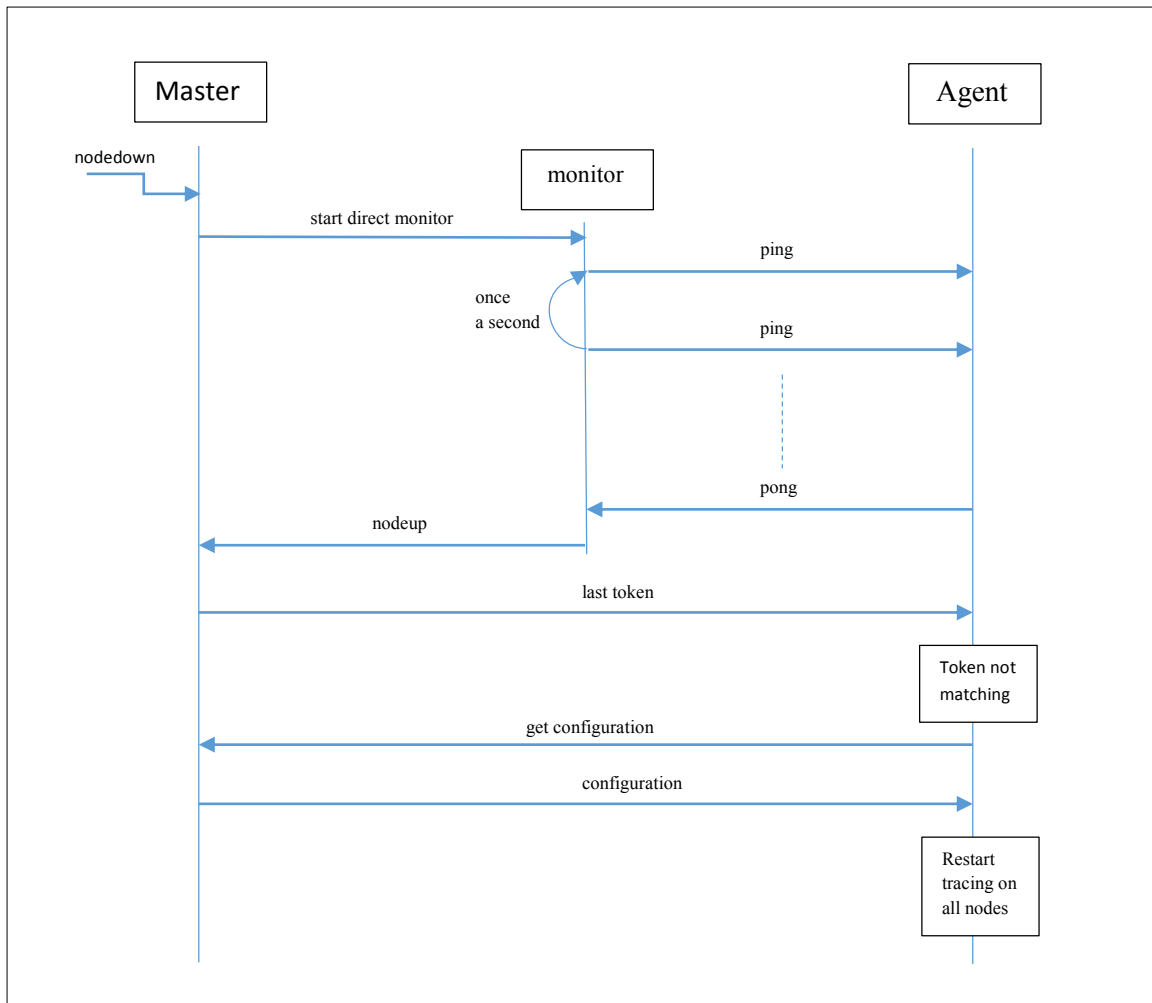 Master
Agent
nodedown
monitor
start direct monitor
ping
once
a second
ping
pong
nodeup
last token
Token not
matching
get configuration
configuration
Restart
tracing on
all nodes